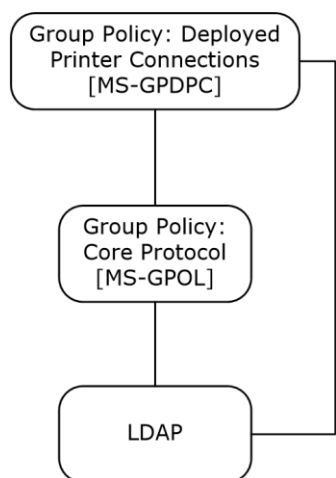 Group Policy: Deployed
Printer Connections
[MS-GPDPC]
Group Policy:
Core Protocol
[MS-GPOL]
LDAP